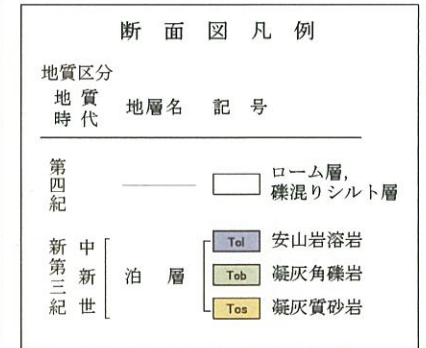 断面図凡例
地質区分
地質時代 地層名 記号
第四紀 ローム層,
礫混りシルト層
新第三紀 中新世 泊層 Tol 安山岩溶岩
Tob 凝灰角礫岩
Tos 凝灰質砂岩